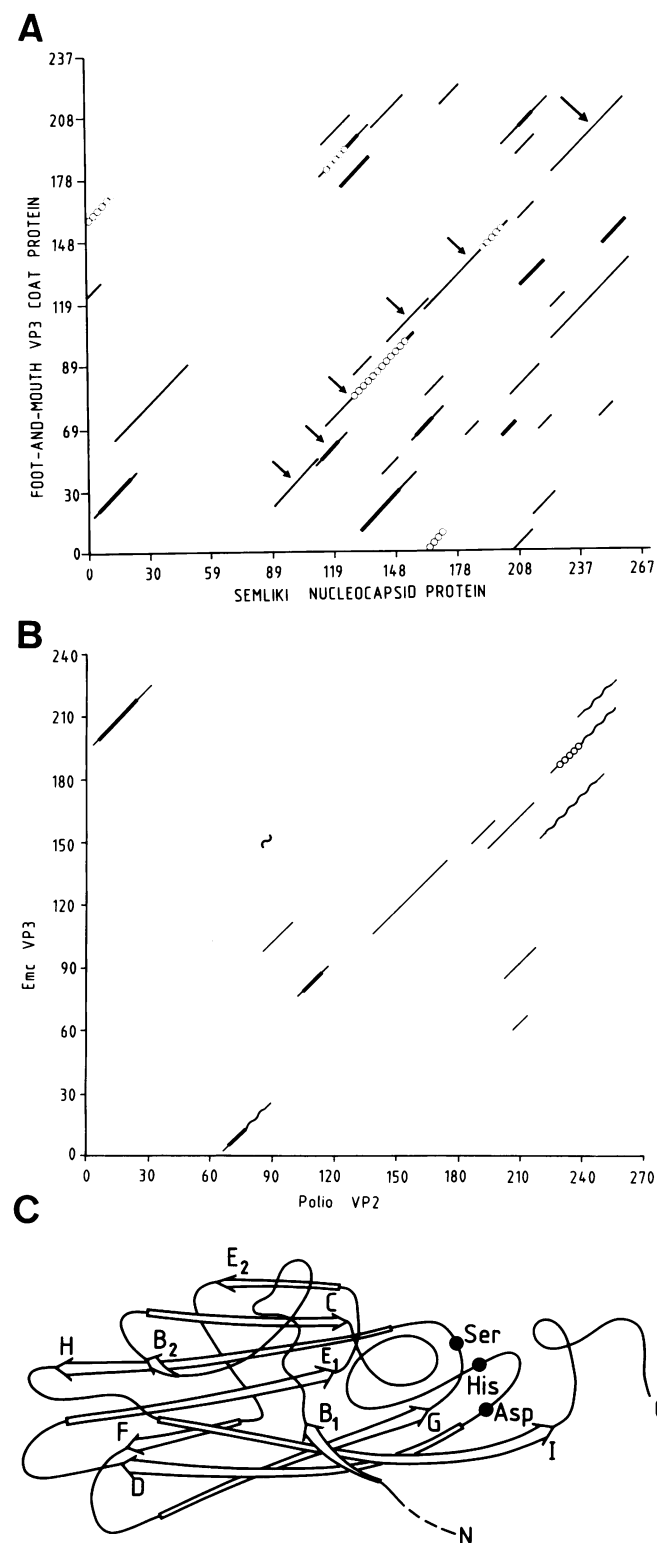 A
237
208
178
148
119
89
69
30
0
FOOT-AND-MOUTH VP3 COAT PROTEIN
0 30 59 89 119 148 178 208 237 267
SEMLIKI NUCLEOCAPSID PROTEIN
B
240
210
180
150
120
90
60
30
0
Emc VP3
0 30 60 90 120 150 180 210 240 270
Polio VP2
C
E2
C
Ser
H
B2
E1
His
B1
G
Asp
F
I
D
N